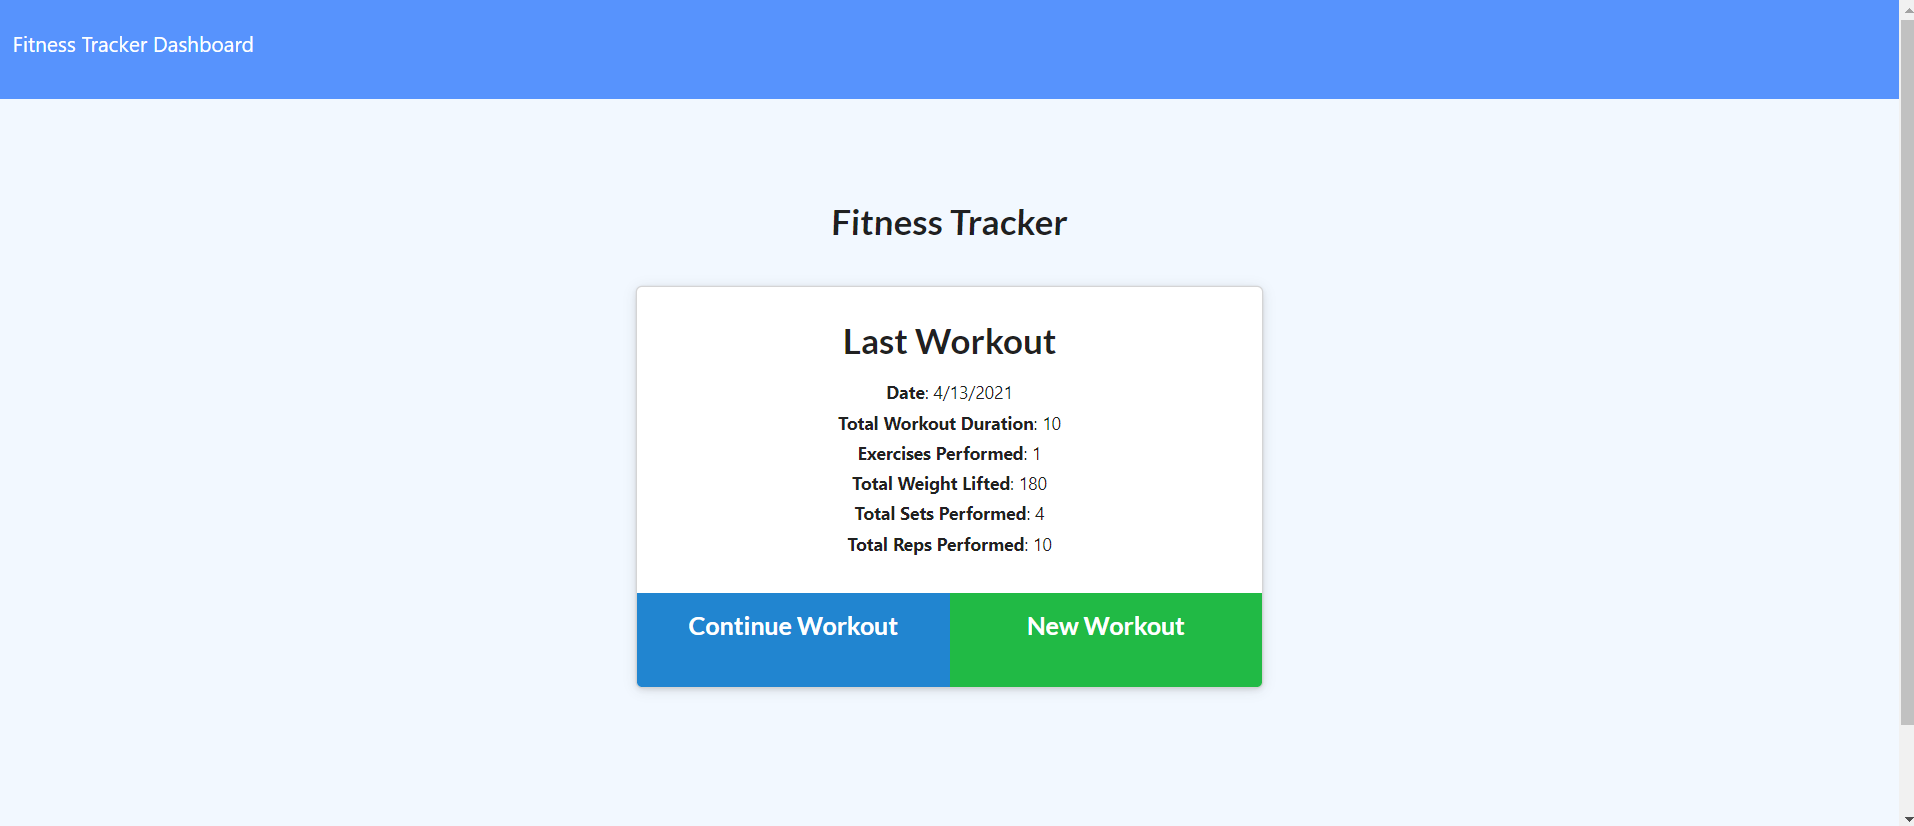 Fitness Tracker Dashboard
Fitness Tracker
Last Workout
Date: 4/13/2021
Total Workout Duration: 10
Exercises Performed: 1
Total Weight Lifted: 180
Total Sets Performed: 4
Total Reps Performed: 10
Continue Workout New Workout